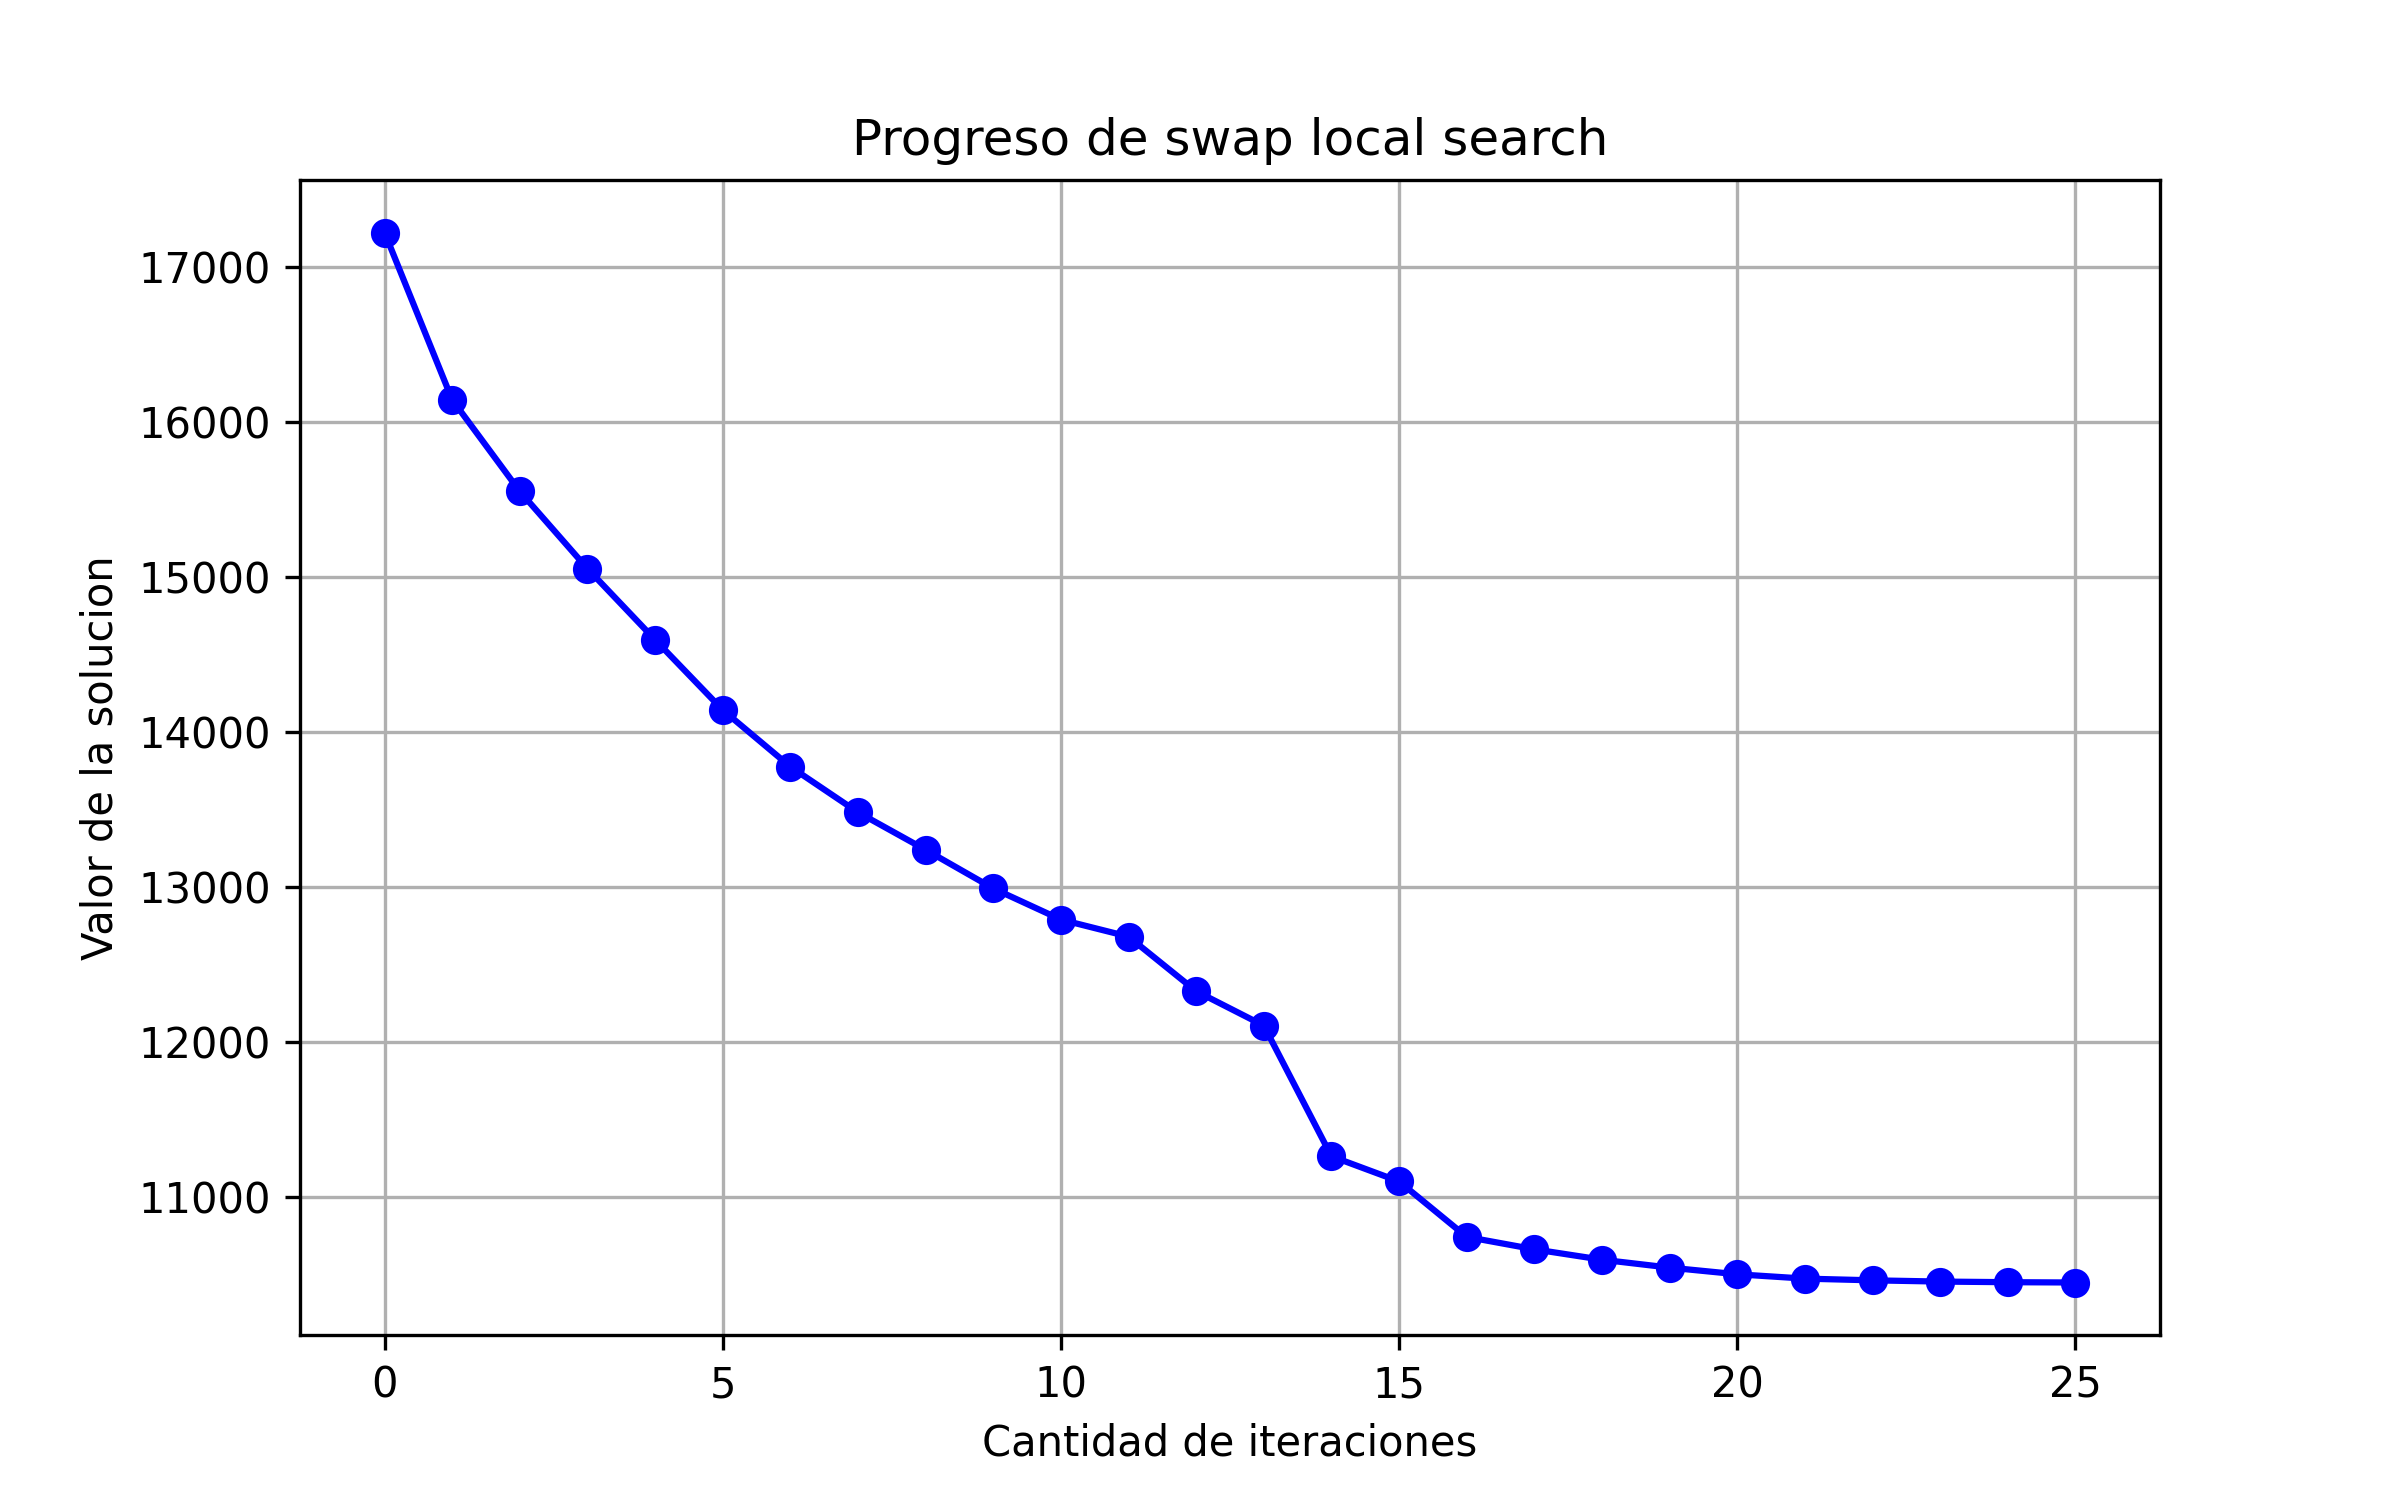 Progreso de swap local search
Valor de la solucion
17000
16000
15000
14000
13000
12000
11000
0 5 10 15 20 25
Cantidad de iteraciones